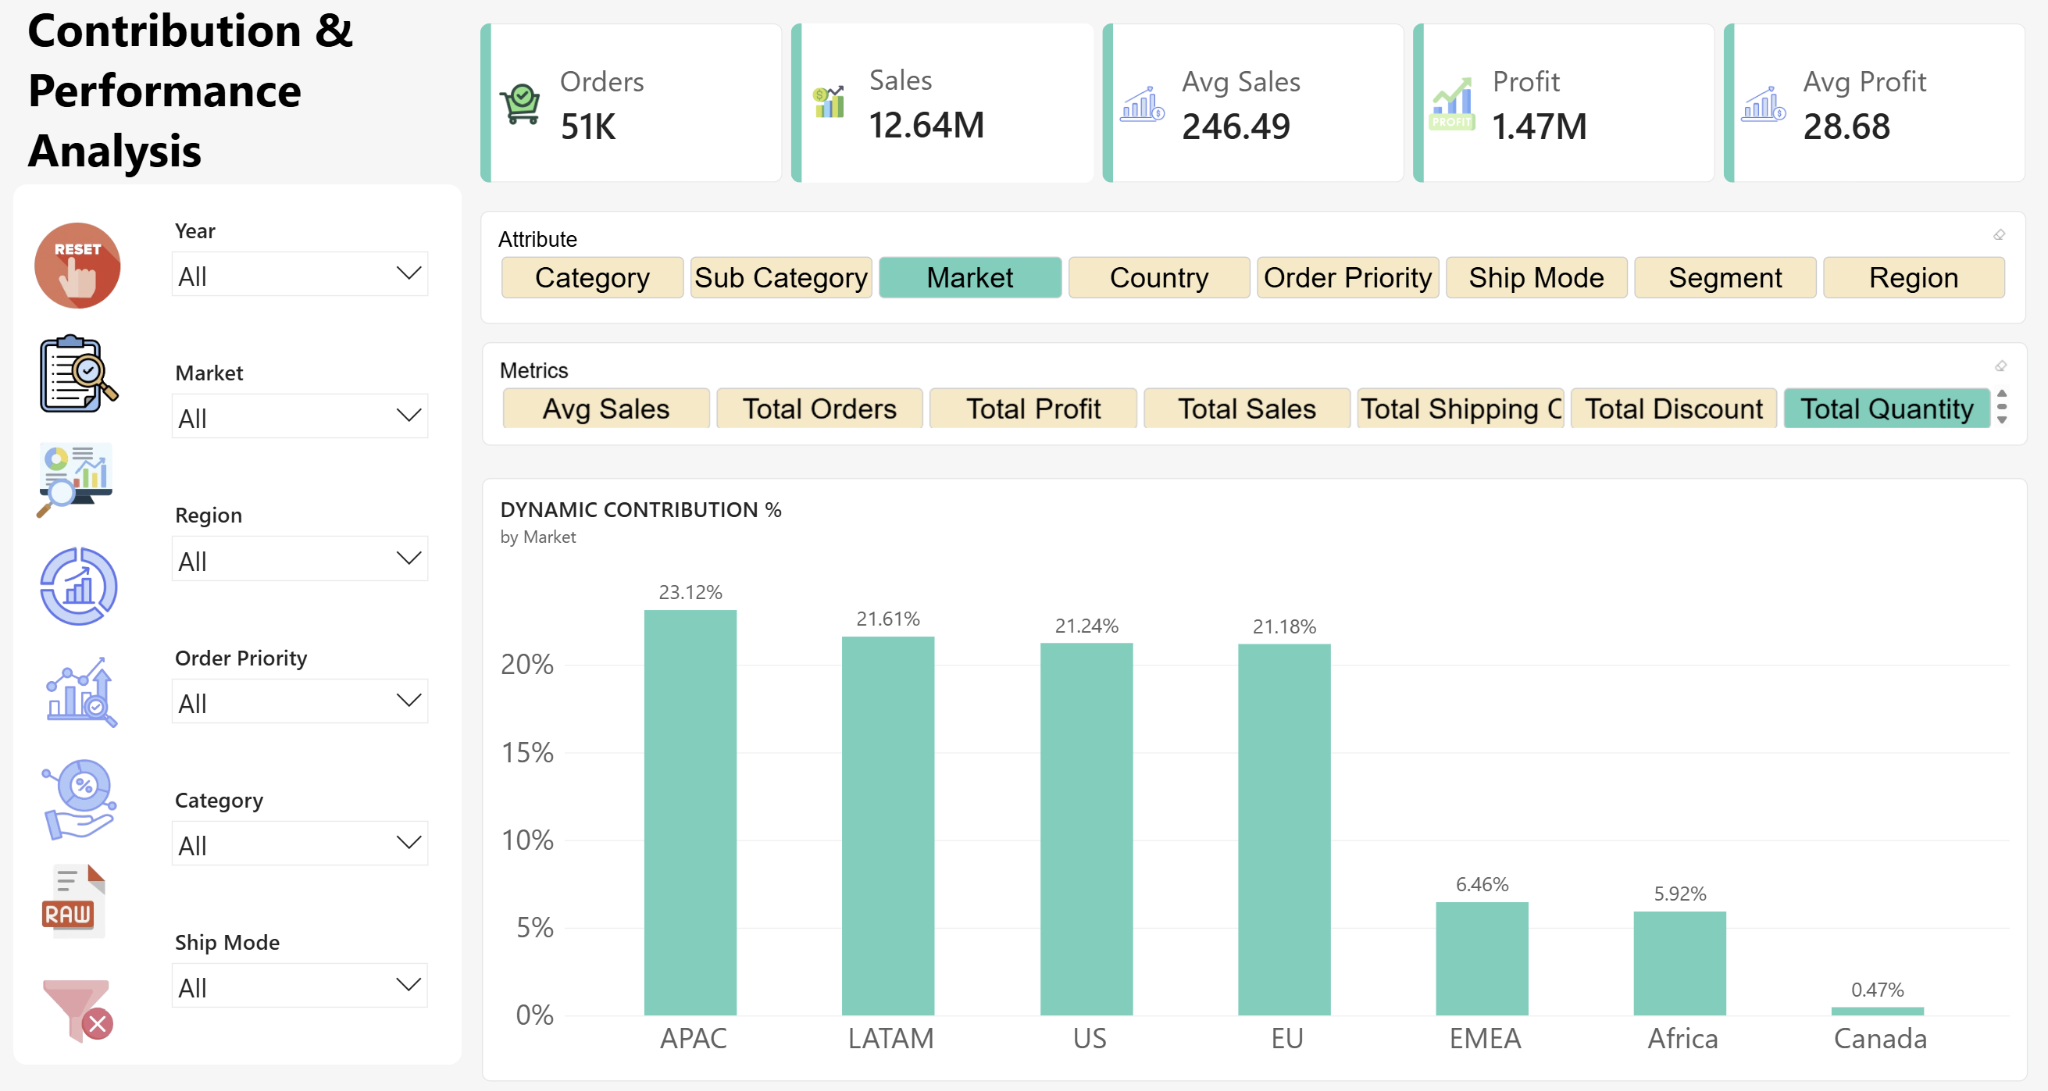 Contribution &
Performance
Analysis
Orders
51K
Sales
12.64M
Avg Sales
246.49
PROFIT
Profit
1.47M
Avg Profit
28.68
RESET
Year
All
Market
All
Region
All
Order Priority
All
Category
All
Ship Mode
All
%
RAW
Attribute
Category Sub Category Market Country Order Priority Ship Mode Segment Region
Metrics
Avg Sales Total Orders Total Profit Total Sales Total Shipping C Total Discount Total Quantity
DYNAMIC CONTRIBUTION %
by Market
23.12% 21.61% 21.24% 21.18% 6.46% 5.92% 0.47%
20%
15%
10%
5%
0%
APAC LATAM US EU EMEA Africa Canada